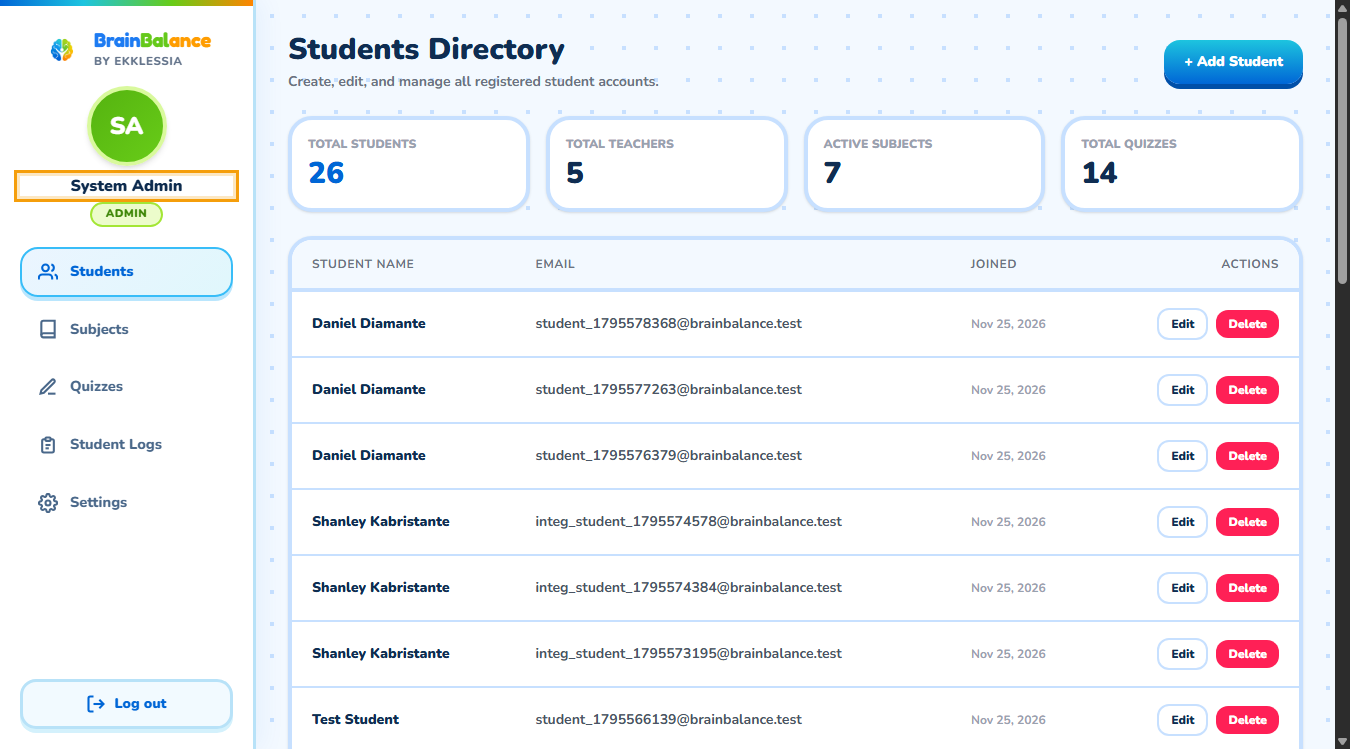 BrainBalance
BY EKKLESSIA
SA
System Admin
ADMIN
Students
Subjects
Quizzes
Student Logs
Settings
Log out
Students Directory
Create, edit, and manage all registered student accounts.
+ Add Student
TOTAL STUDENTS
26
TOTAL TEACHERS
5
ACTIVE SUBJECTS
7
TOTAL QUIZZES
14
STUDENT NAME EMAIL JOINED ACTIONS
Daniel Diamante student_1795578368@brainbalance.test Nov 25, 2026 Edit Delete
Daniel Diamante student_1795577263@brainbalance.test Nov 25, 2026 Edit Delete
Daniel Diamante student_1795576379@brainbalance.test Nov 25, 2026 Edit Delete
Shanley Kabristante integ_student_1795574578@brainbalance.test Nov 25, 2026 Edit Delete
Shanley Kabristante integ_student_1795574384@brainbalance.test Nov 25, 2026 Edit Delete
Shanley Kabristante integ_student_1795573195@brainbalance.test Nov 25, 2026 Edit Delete
Test Student student_1795566139@brainbalance.test Nov 25, 2026 Edit Delete